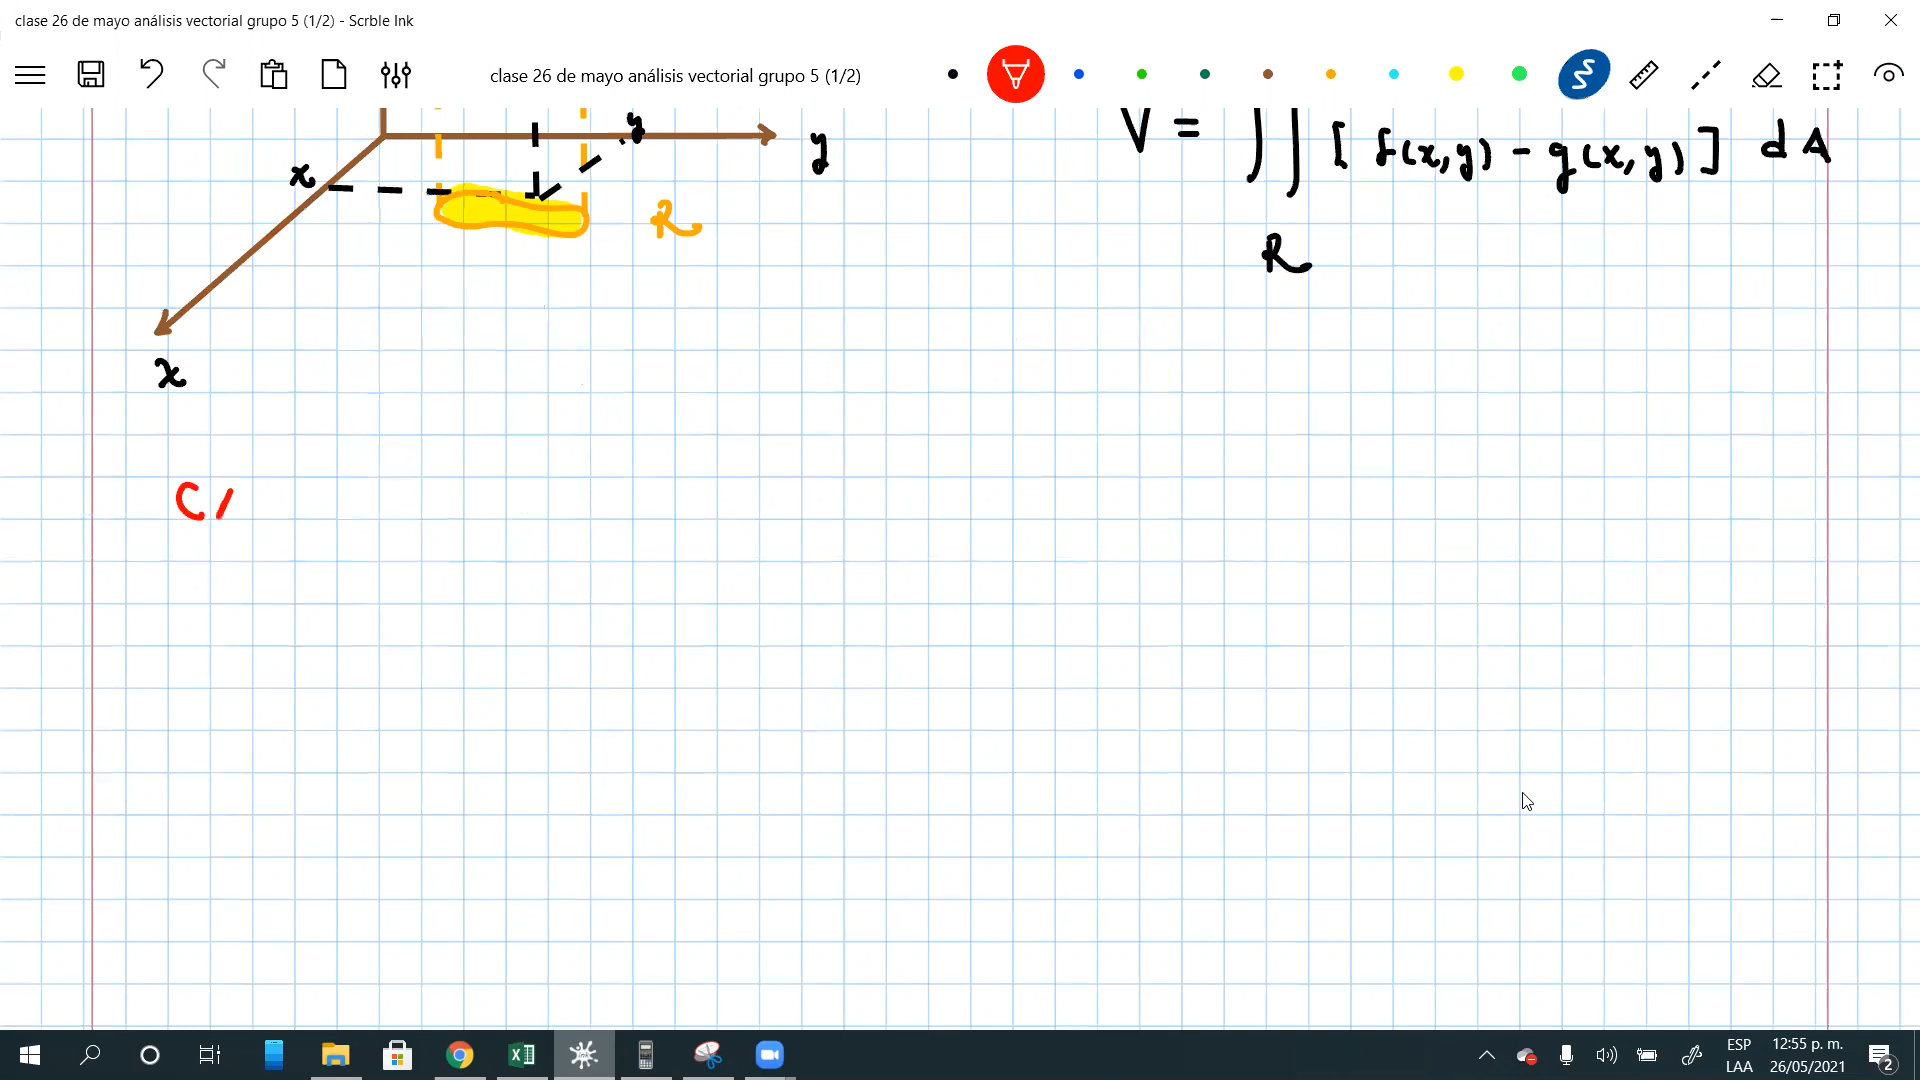 clase 26 de mayo análisis vectorial grupo 5 (1/2) - Scrble Ink
clase 26 de mayo análisis vectorial grupo 5 (1/2)
y
y
x
R
x
V = ∬ [f(x,y) - g(x,y)] dA
R
C/
ESP
LAA
12:55 p. m.
26/05/2021
2